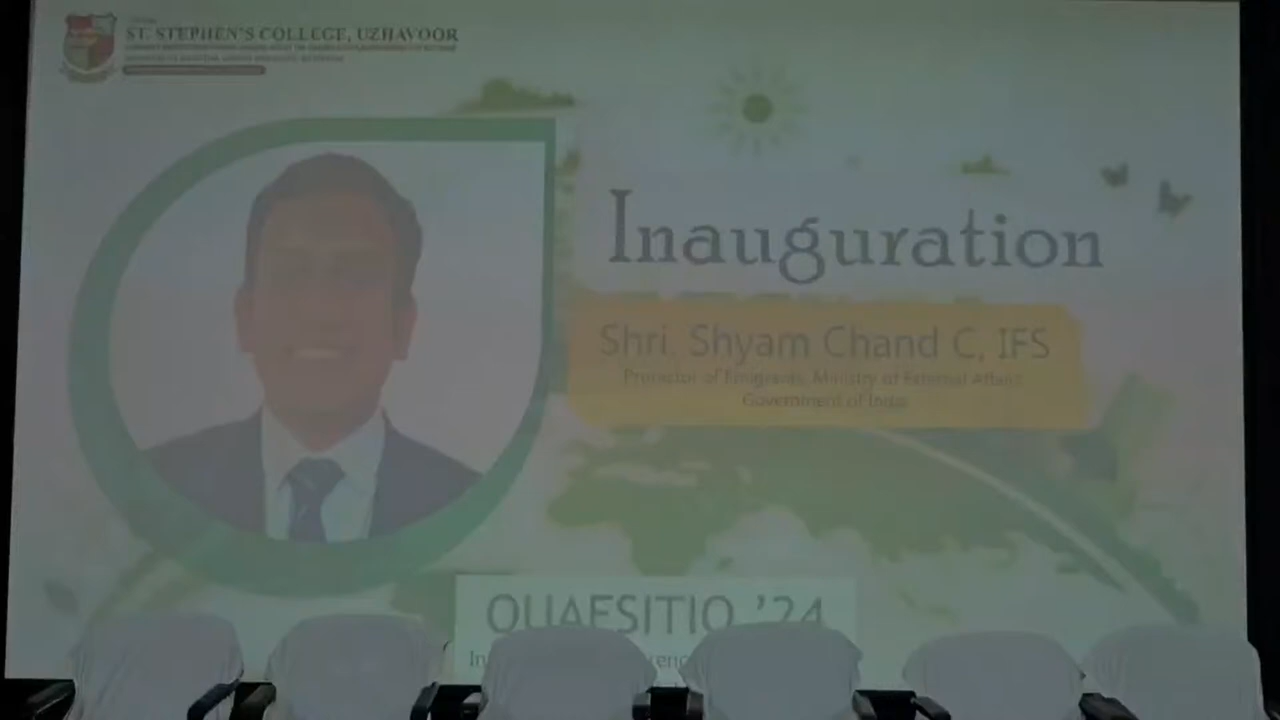 ST. STEPHEN'S COLLEGE, UZHAVOOR
Inauguration
Shri. Shyam Chand C, IFS
Protector of Emigrants, Ministry of External Affairs
Government of India
QUAESITIO '24